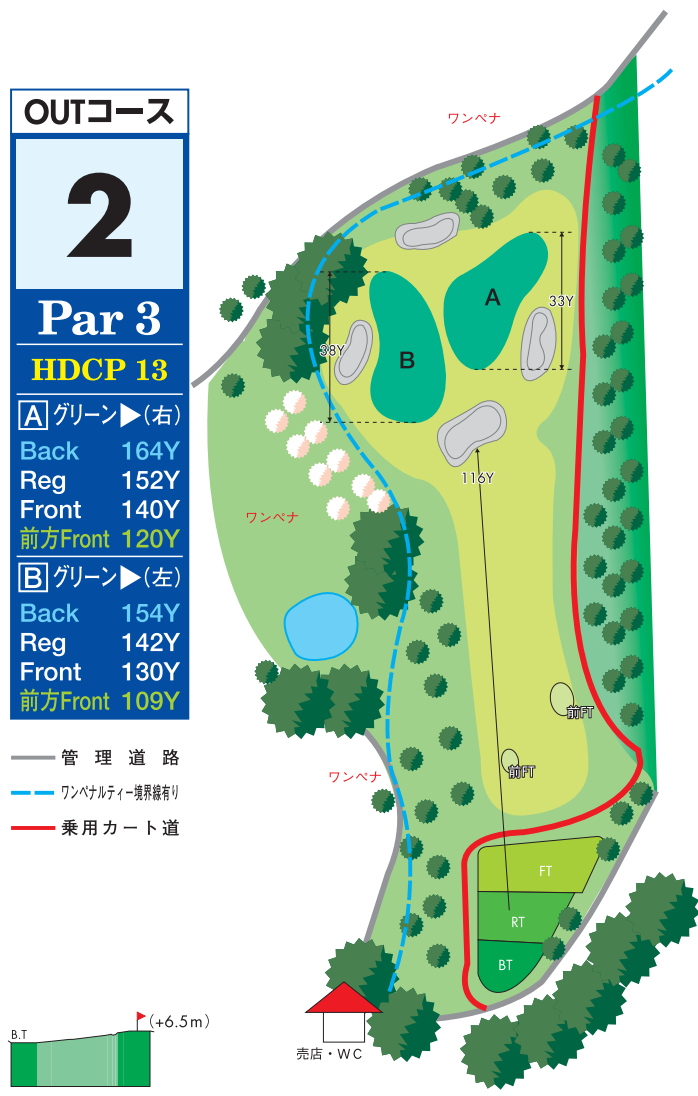 OUTコース
2
Par 3
HDCP 13
A グリーン▶(右)
Back 164Y
Reg 152Y
Front 140Y
前方Front 120Y
B グリーン▶(左)
Back 154Y
Reg 142Y
Front 130Y
前方Front 109Y
管理道路
ワンペナルティー境界線有り
乗用カート道
ワンペナ
A
33Y
38Y
B
116Y
ワンペナ
前FT
前FT
ワンペナ
FT
RT
BT
売店・WC
B.T
(+6.5m)